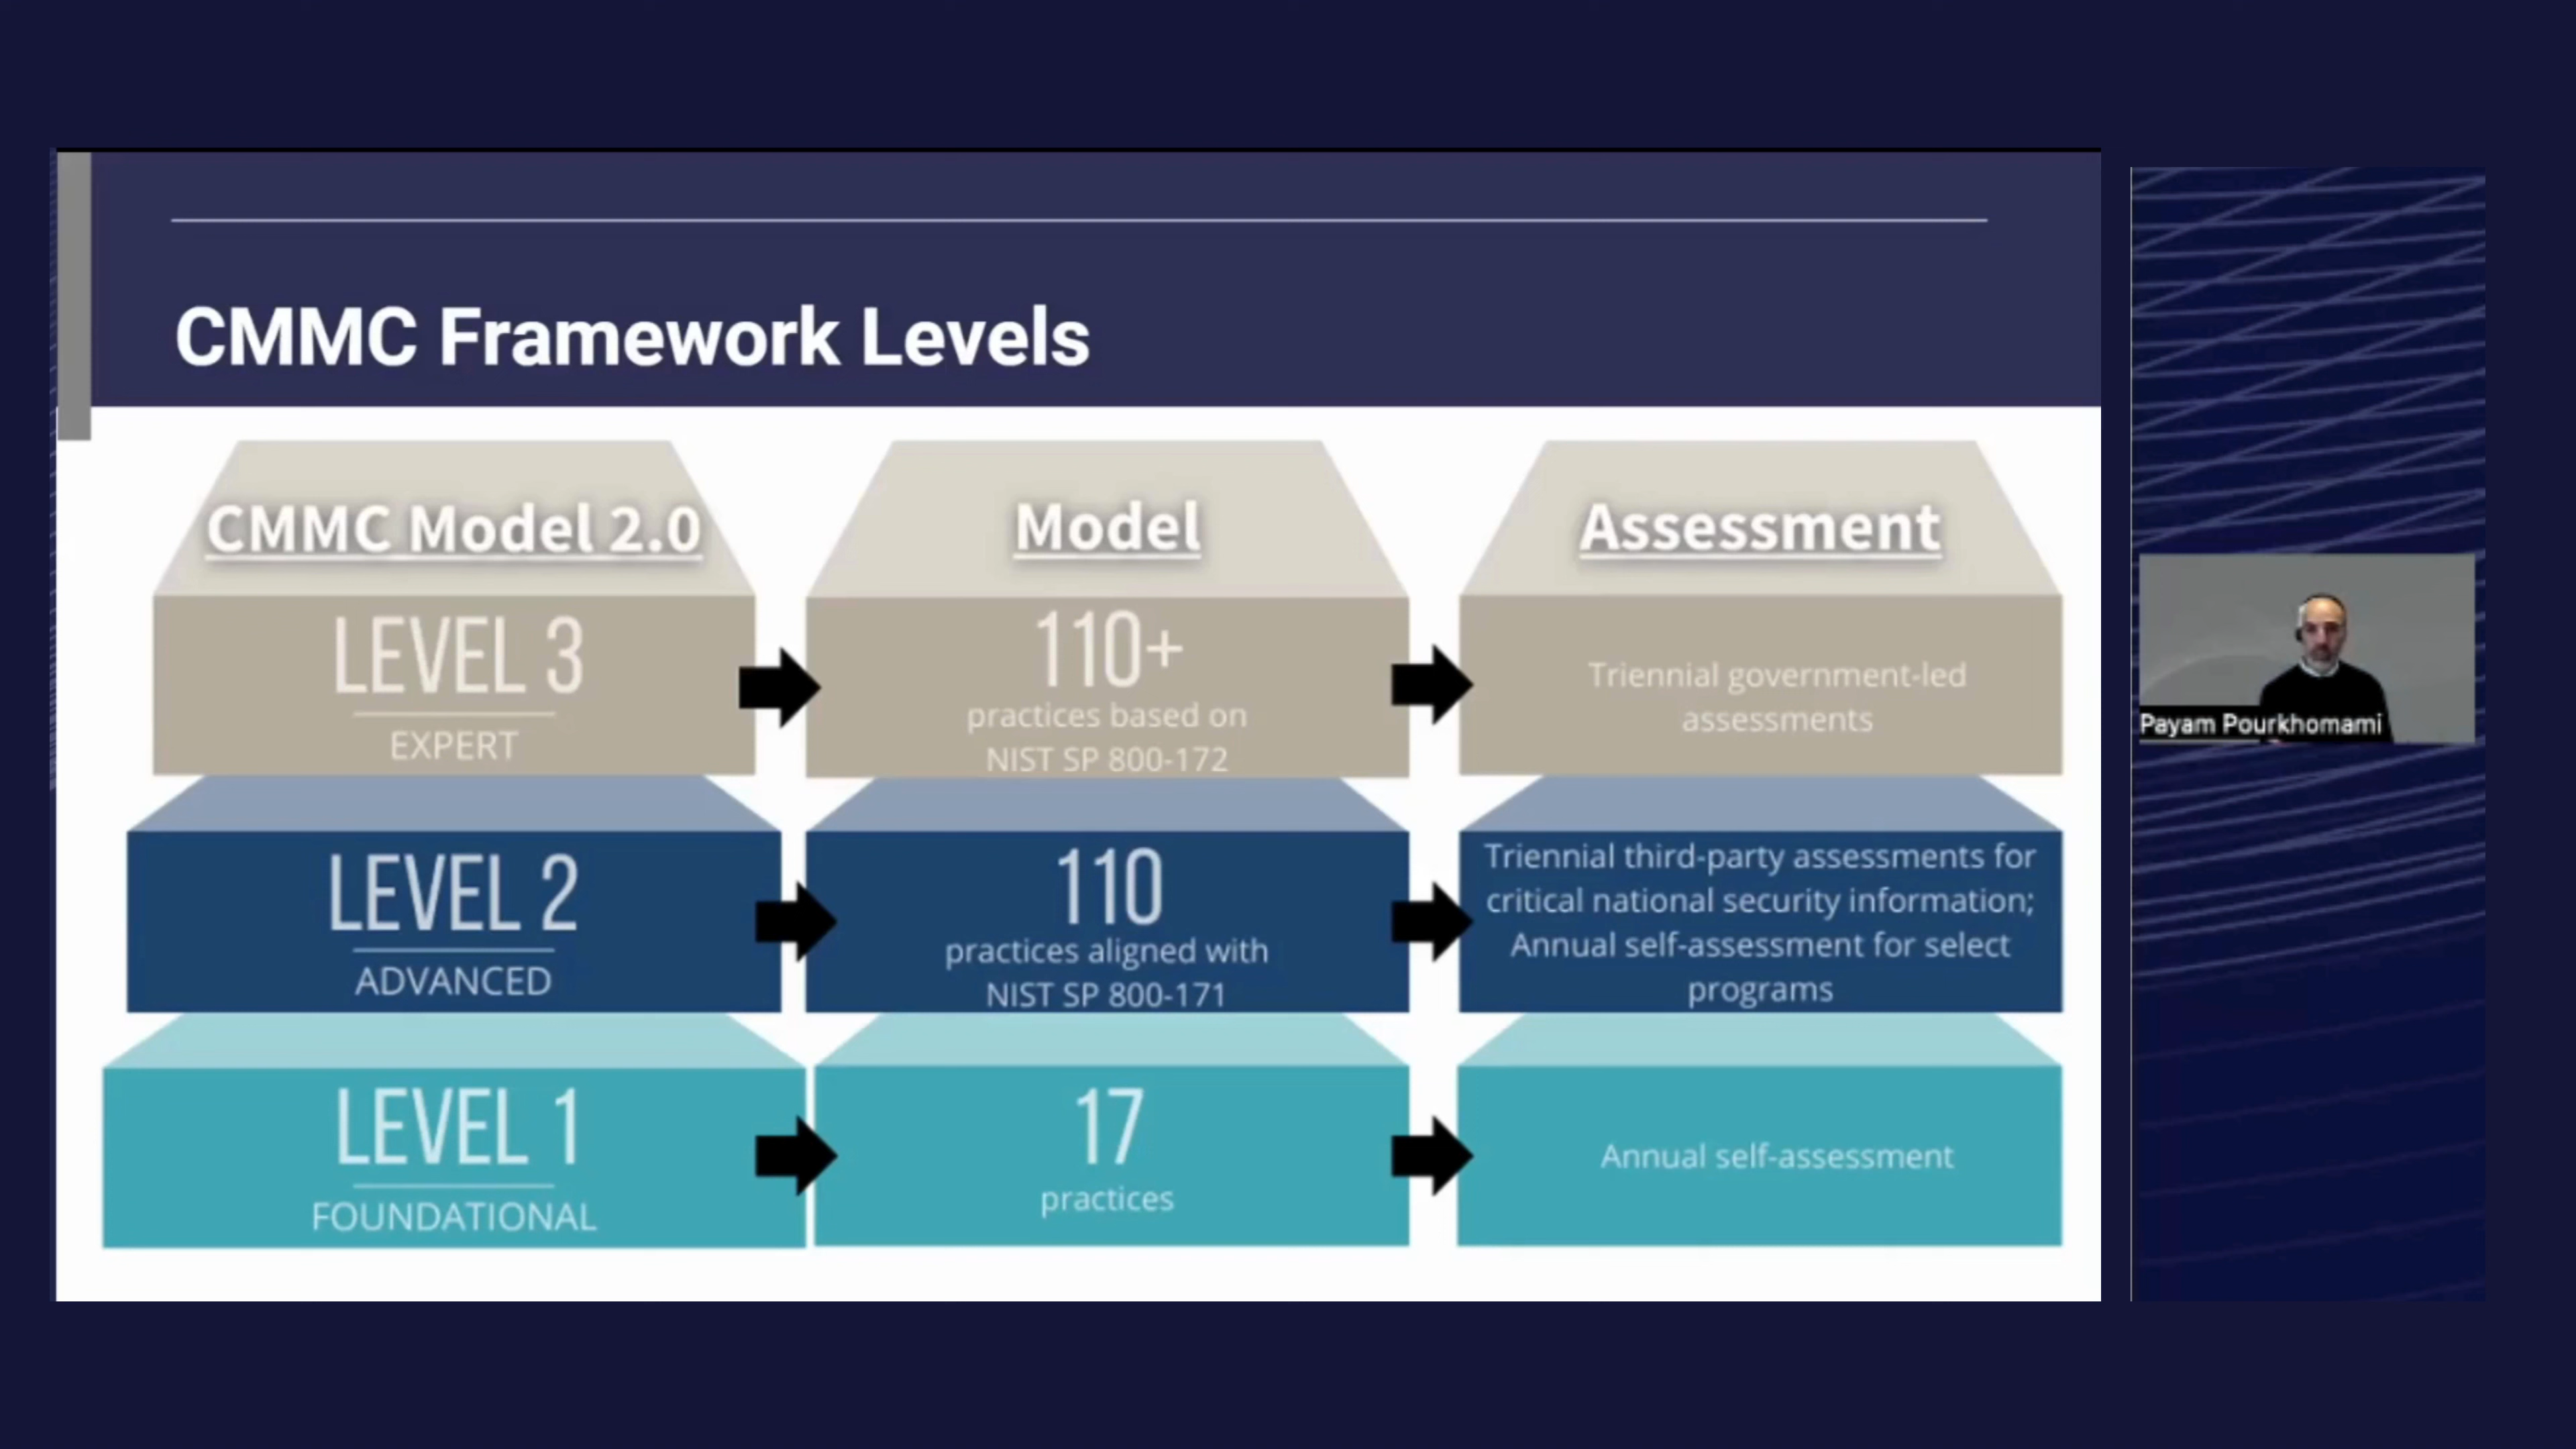 CMMC Framework Levels
CMMC Model 2.0
Model
Assessment
LEVEL 3
EXPERT
110+
practices based on
NIST SP 800-172
Triennial government-led
assessments
LEVEL 2
ADVANCED
110
practices aligned with
NIST SP 800-171
Triennial third-party assessments for
critical national security information;
Annual self-assessment for select
programs
LEVEL 1
FOUNDATIONAL
17
practices
Annual self-assessment
Payam Pourkhomami